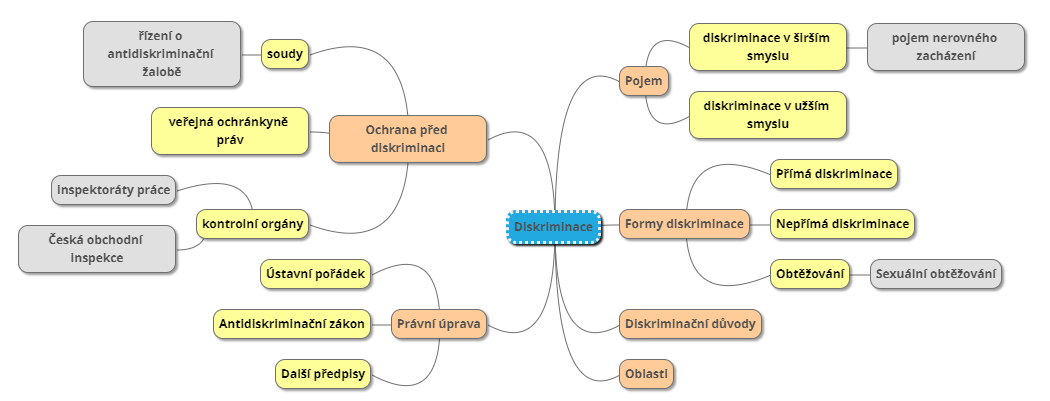 řízení o
antidiskriminační
žalobě
soudy
veřejná ochránkyně
práv
Ochrana před
diskriminací
Inspektoráty práce
kontrolní orgány
Česká obchodní
inspekce
Ústavní pořádek
Antidiskriminační zákon
Právní úprava
Další předpisy
Diskriminace
Pojem
diskriminace v širším
smyslu
pojem nerovného
zacházení
diskriminace v užším
smyslu
Formy diskriminace
Přímá diskriminace
Nepřímá diskriminace
Obtěžování
Sexuální obtěžování
Diskriminační důvody
Oblasti